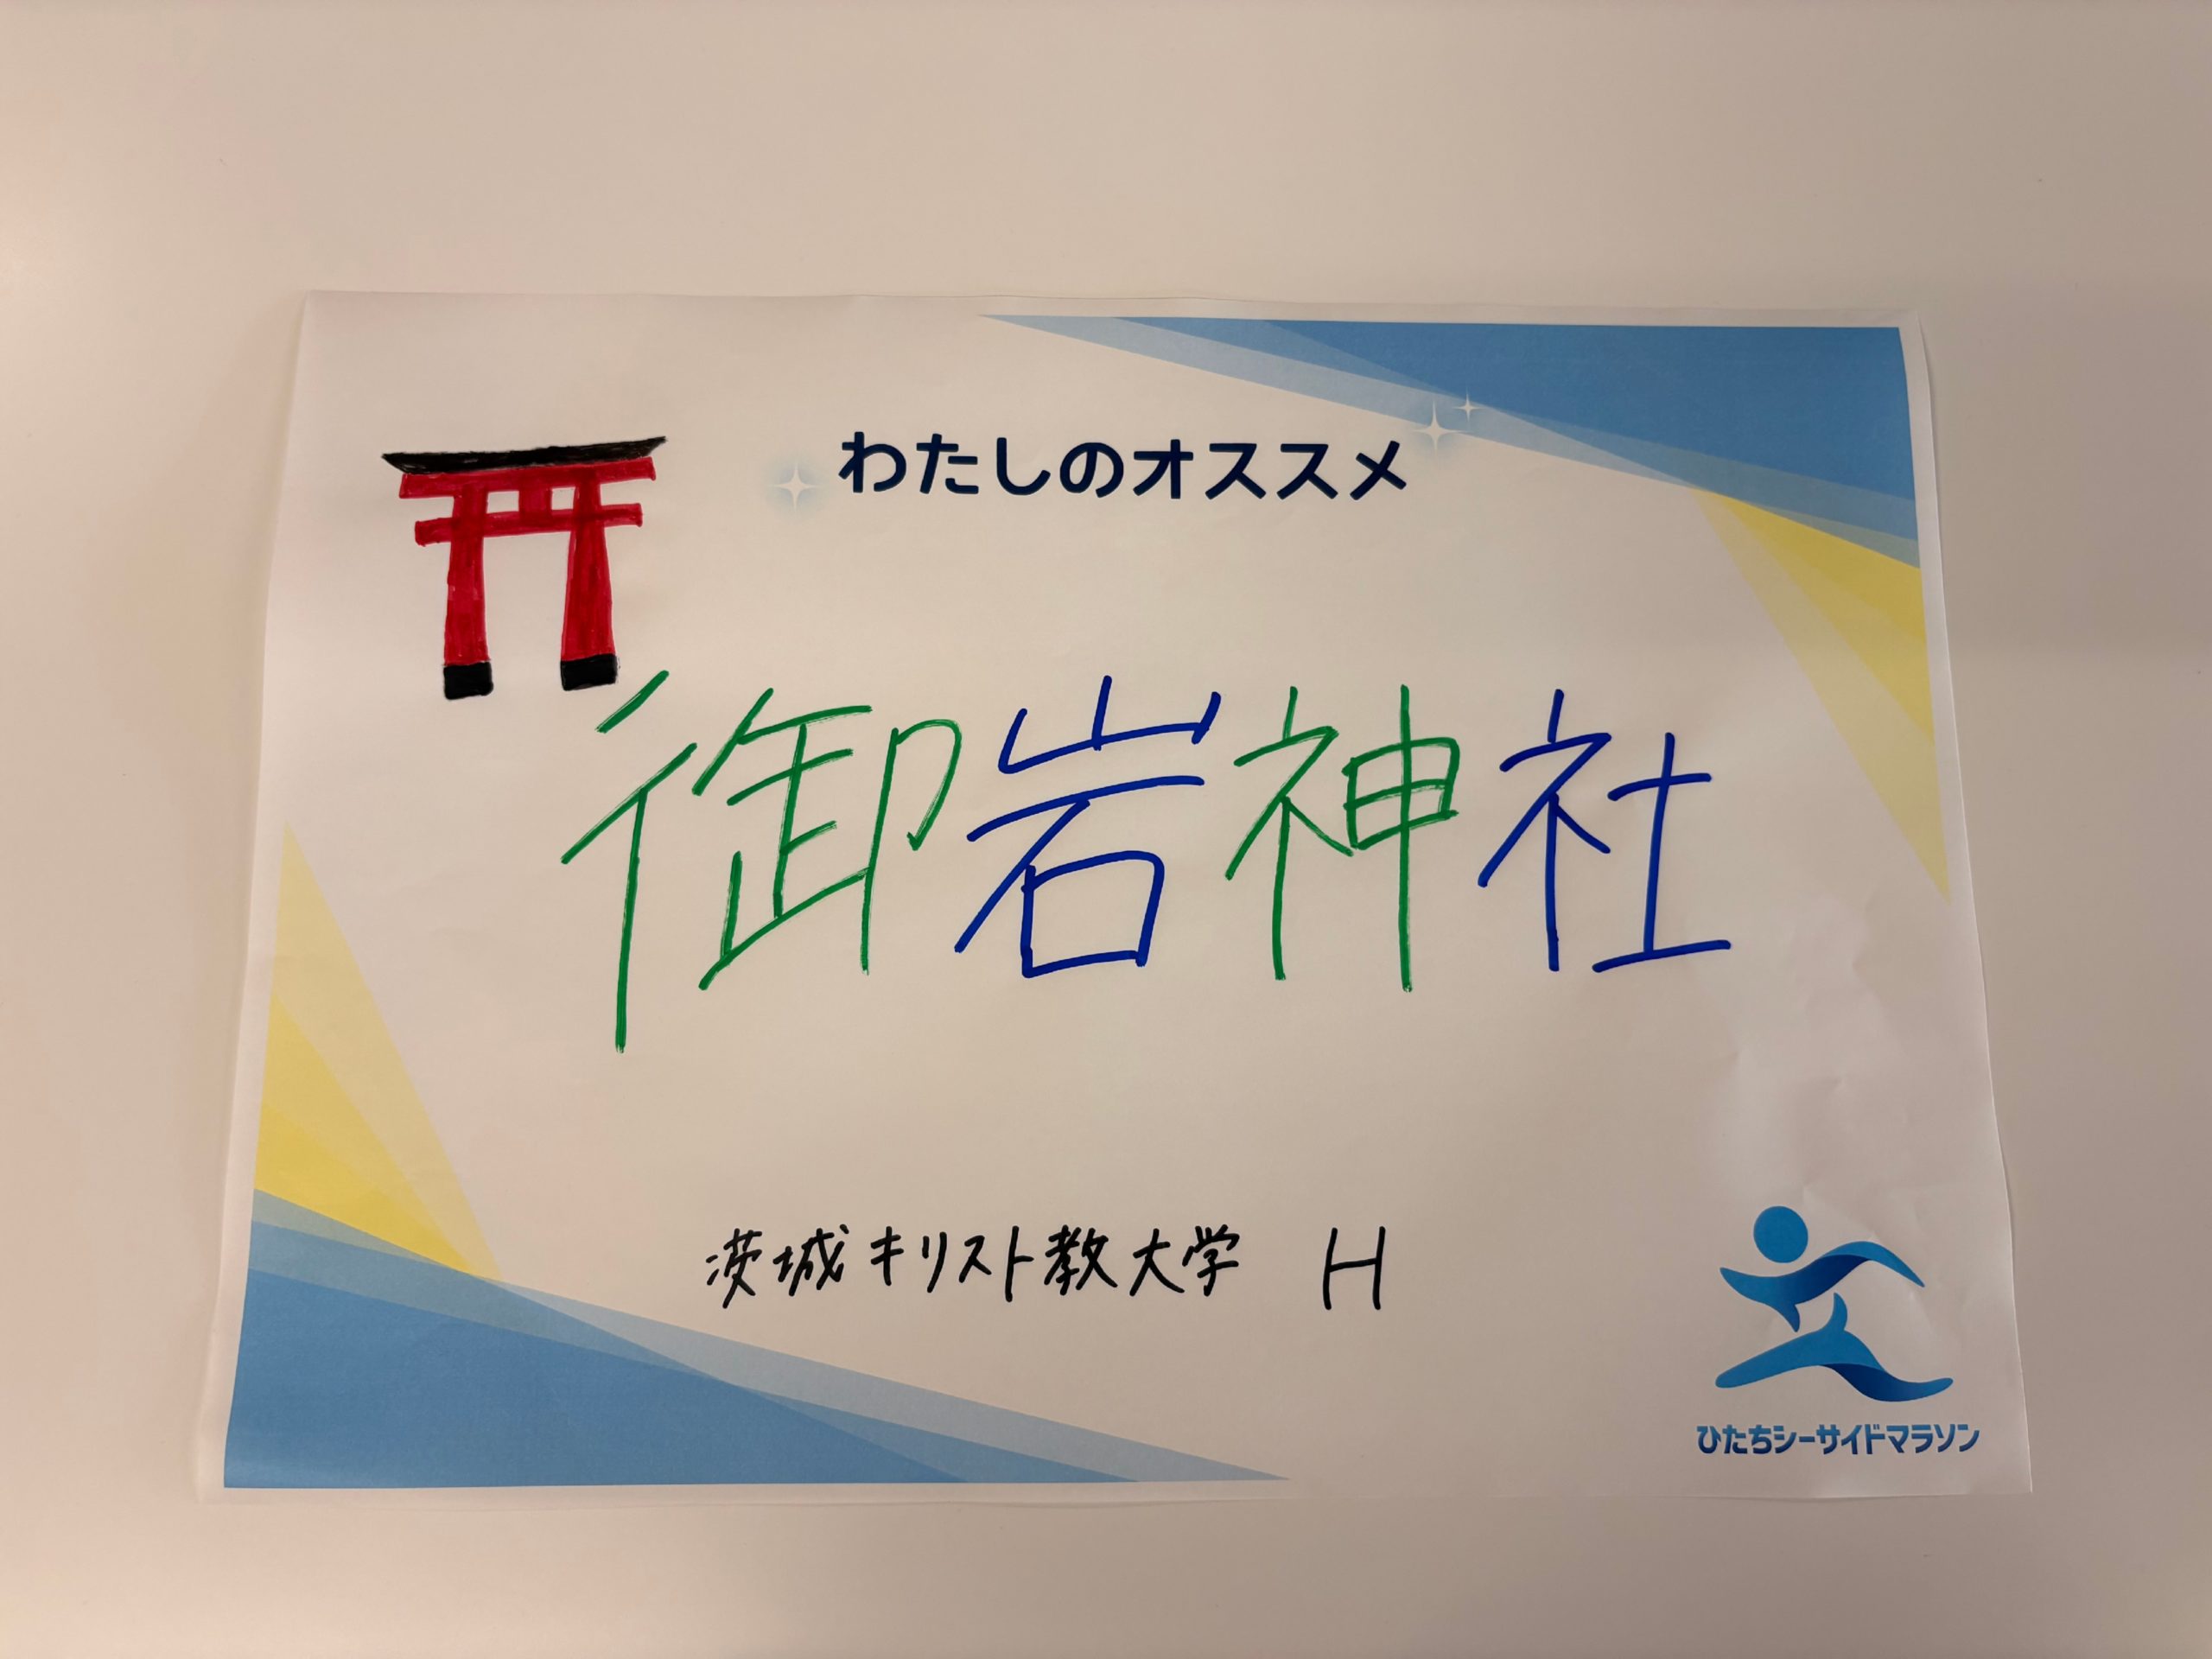 わたしのオススメ
御岩神社
茨城キリスト教大学 H
ひたちシーサイドマラソン